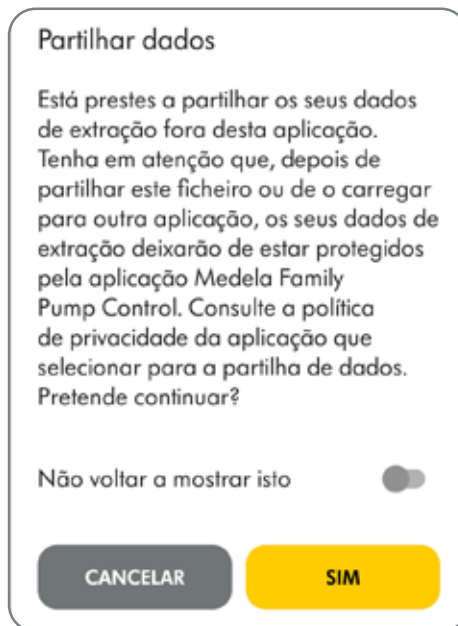 Partilhar dados
Está prestes a partilhar os seus dados
de extração fora desta aplicação.
Tenha em atenção que, depois de
partilhar este ficheiro ou de o carregar
para outra aplicação, os seus dados de
extração deixarão de estar protegidos
pela aplicação Medela Family
Pump Control. Consulte a política
de privacidade da aplicação que
selecionar para a partilha de dados.
Pretende continuar?
Não voltar a mostrar isto
CANCELAR
SIM